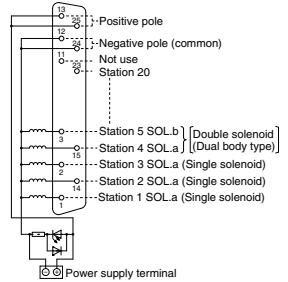 13
25 Positive pole
12
24 Negative pole (common)
11 Not use
23 Station 20
3 Station 5 SOL.b
15 Station 4 SOL.a
Double solenoid
(Dual body type)
2 Station 3 SOL.a (Single solenoid)
14 Station 2 SOL.a (Single solenoid)
1 Station 1 SOL.a (Single solenoid)
Power supply terminal